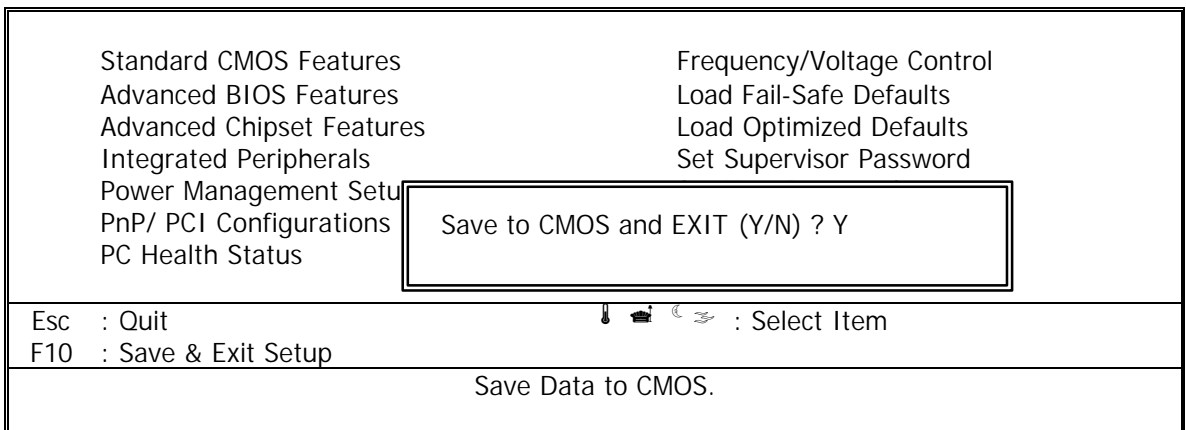 Standard CMOS Features
Advanced BIOS Features
Advanced Chipset Features
Integrated Peripherals
Power Management Setu
PnP/ PCI Configurations
PC Health Status
Frequency/Voltage Control
Load Fail-Safe Defaults
Load Optimized Defaults
Set Supervisor Password
Save to CMOS and EXIT (Y/N) ? Y
Esc : Quit
: Select Item
F10 : Save & Exit Setup
Save Data to CMOS.